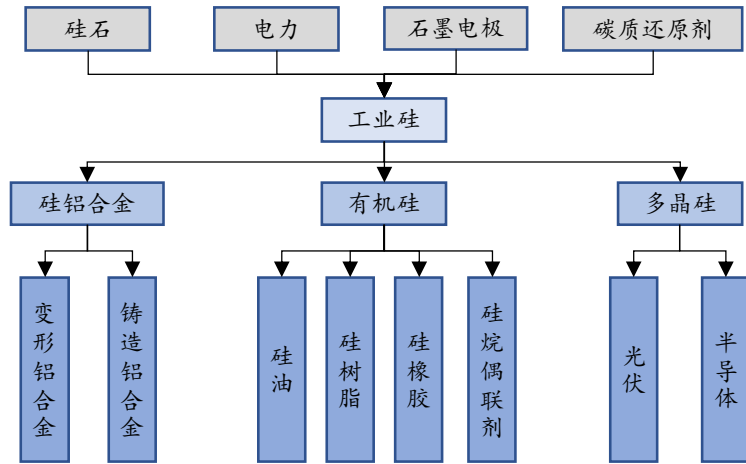 硅石
电力
石墨电极
碳质还原剂
工业硅
硅铝合金
有机硅
多晶硅
变形铝合金
铸造铝合金
硅油
硅树脂
硅橡胶
硅烷偶联剂
光伏
半导体